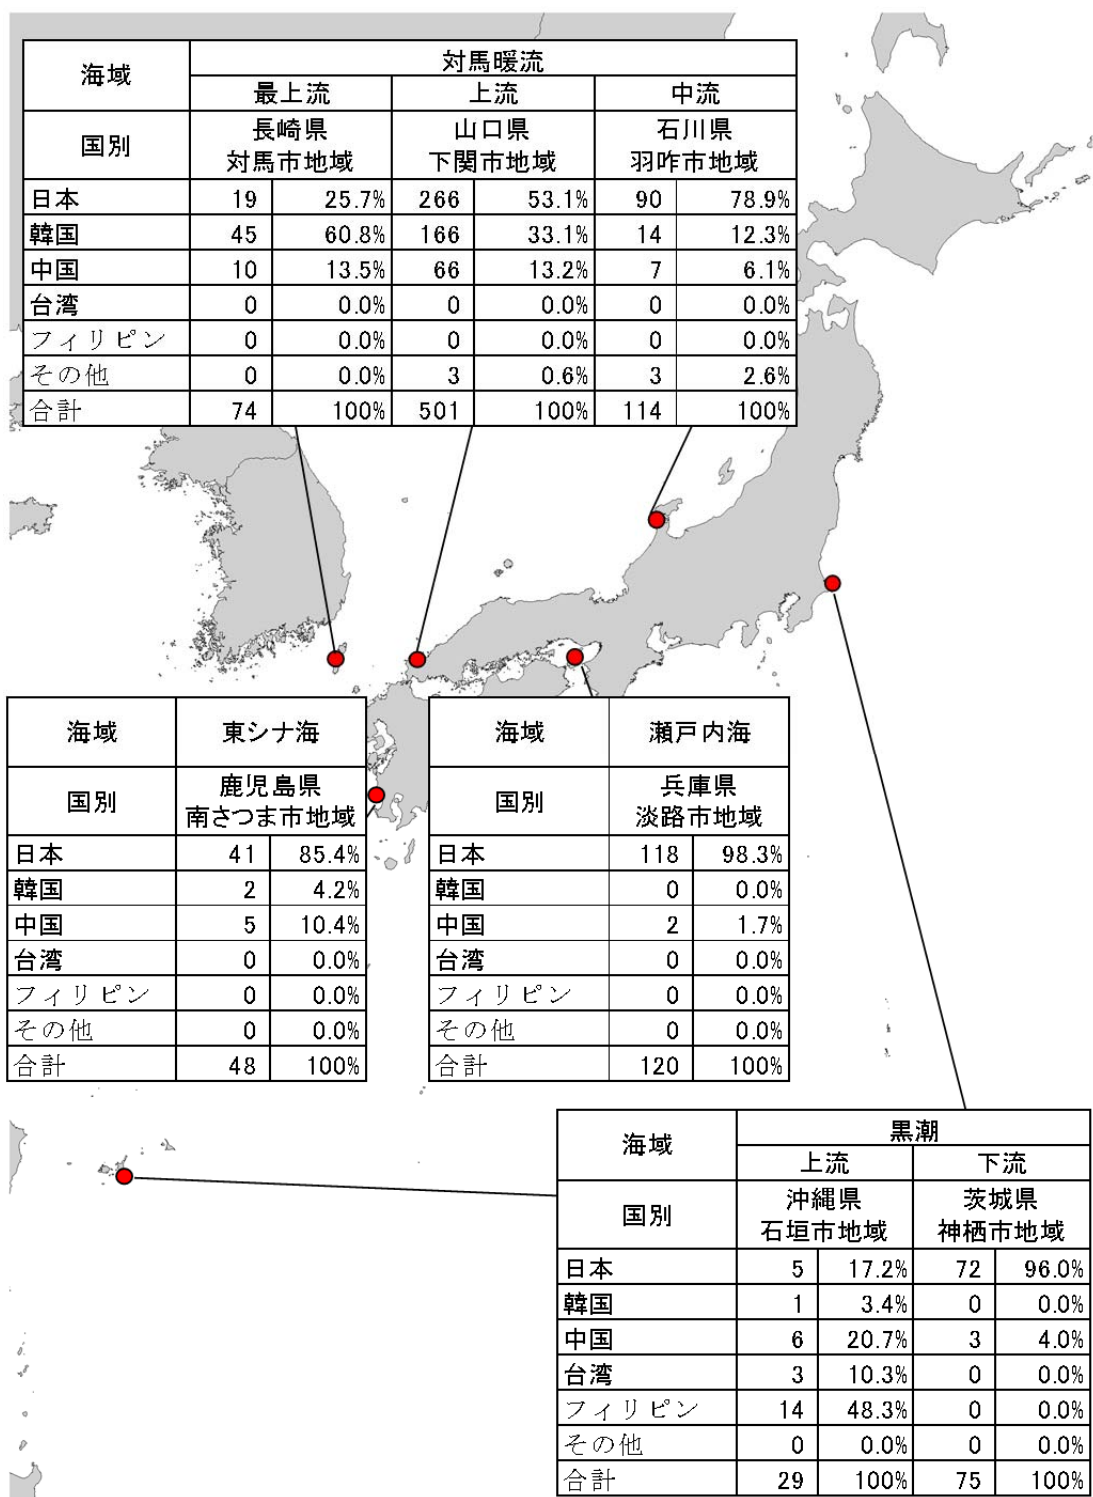 海域 対馬暖流
最上流 上流 中流
国別 長崎県 山口県 石川県
対馬市地域 下関市地域 羽咋市地域
日本 19 25.7% 266 53.1% 90 78.9%
韓国 45 60.8% 166 33.1% 14 12.3%
中国 10 13.5% 66 13.2% 7 6.1%
台湾 0 0.0% 0 0.0% 0 0.0%
フィリピン 0 0.0% 0 0.0% 0 0.0%
その他 0 0.0% 3 0.6% 3 2.6%
合計 74 100% 501 100% 114 100%
海域 東シナ海
国別 鹿児島県
南さつま市地域
日本 41 85.4%
韓国 2 4.2%
中国 5 10.4%
台湾 0 0.0%
フィリピン 0 0.0%
その他 0 0.0%
合計 48 100%
海域 瀬戸内海
国別 兵庫県
淡路市地域
日本 118 98.3%
韓国 0 0.0%
中国 2 1.7%
台湾 0 0.0%
フィリピン 0 0.0%
その他 0 0.0%
合計 120 100%
海域 黒潮
上流 下流
国別 沖縄県 茨城県
石垣市地域 神栖市地域
日本 5 17.2% 72 96.0%
韓国 1 3.4% 0 0.0%
中国 6 20.7% 3 4.0%
台湾 3 10.3% 0 0.0%
フィリピン 14 48.3% 0 0.0%
その他 0 0.0% 0 0.0%
合計 29 100% 75 100%